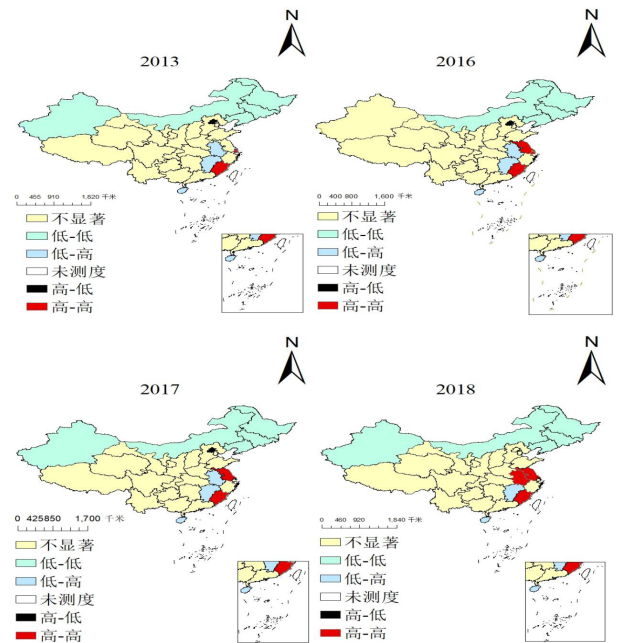 N
2013
0 455 910 1,820 千米
不显著
低-低
低-高
未测度
高-低
高-高
N
2016
0 400 800 1,600 千米
不显著
低-低
低-高
未测度
高-低
高-高
N
2017
0 425850 1,700 千米
不显著
低-低
低-高
未测度
高-低
高-高
N
2018
0 460 920 1,840 千米
不显著
低-低
低-高
未测度
高-低
高-高